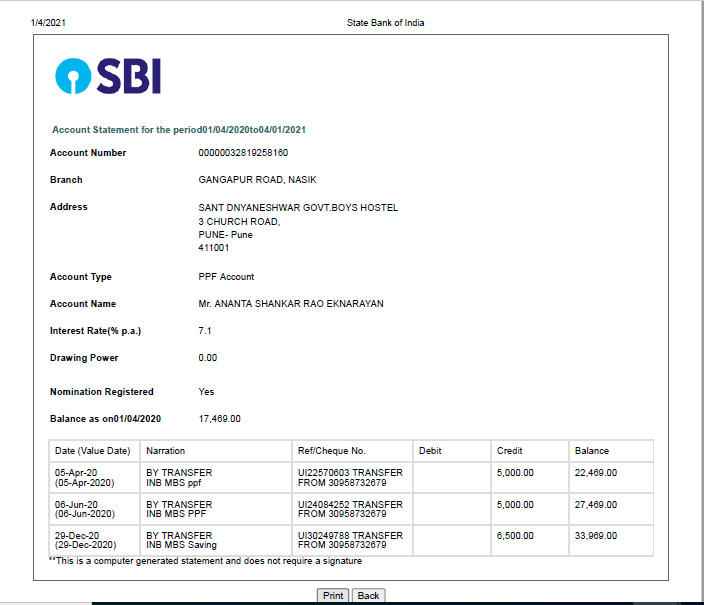 1/4/2021 State Bank of India
SBI
Account Statement for the period01/04/2020to04/01/2021
Account Number 00000032819258160
Branch GANGAPUR ROAD, NASIK
Address SANT DNYANESHWAR GOVT.BOYS HOSTEL
3 CHURCH ROAD,
PUNE- Pune
411001
Account Type PPF Account
Account Name Mr. ANANTA SHANKAR RAO EKNARAYAN
Interest Rate(% p.a.) 7.1
Drawing Power 0.00
Nomination Registered Yes
Balance as on01/04/2020 17,469.00
Date (Value Date) Narration Ref/Cheque No. Debit Credit Balance
05-Apr-20 BY TRANSFER UI22570603 TRANSFER 5,000.00 22,469.00
(05-Apr-2020) INB MBS ppf FROM 30958732679
06-Jun-20 BY TRANSFER UI24084252 TRANSFER 5,000.00 27,469.00
(06-Jun-2020) INB MBS PPF FROM 30958732679
29-Dec-20 BY TRANSFER UI30249788 TRANSFER 6,500.00 33,969.00
(29-Dec-2020) INB MBS Saving FROM 30958732679
**This is a computer generated statement and does not require a signature
Print Back